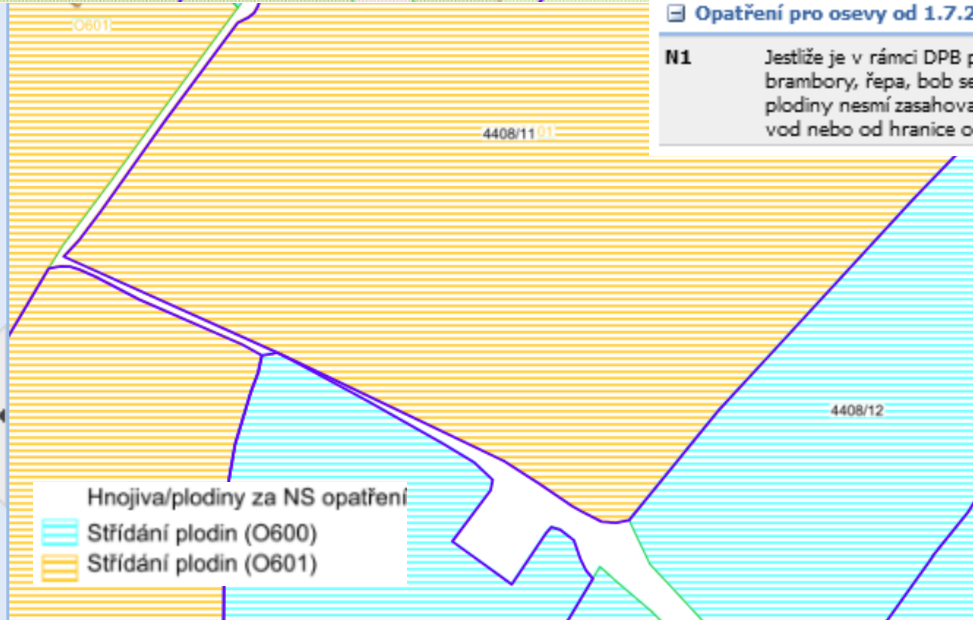 O601
Opatření pro osevy od 1.7.2
N1
Jestliže je v rámci DPB p
brambory, řepa, bob se
plodiny nesmí zasahova
vod nebo od hranice o
4408/11 01
4408/12
Hnojiva/plodiny za NS opatření
Střídání plodin (O600)
Střídání plodin (O601)